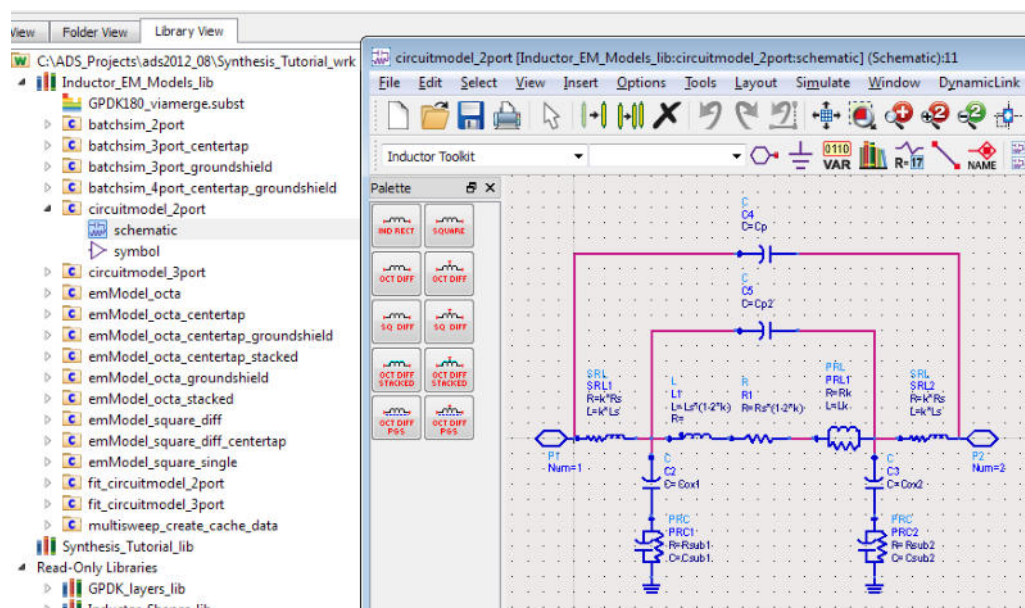 View
Folder View
Library View
C:\ADS_Projects\ads2012_08\Synthesis_Tutorial_wrk
Inductor_EM_Models_lib
GPDK180_viamerge.subst
batchsim_2port
batchsim_3port_centertap
batchsim_3port_groundshield
batchsim_4port_centertap_groundshield
circuitmodel_2port
schematic
symbol
circuitmodel_3port
emModel_octa
emModel_octa_centertap
emModel_octa_centertap_groundshield
emModel_octa_centertap_stacked
emModel_octa_groundshield
emModel_octa_stacked
emModel_square_diff
emModel_square_diff_centertap
emModel_square_single
fit_circuitmodel_2port
fit_circuitmodel_3port
multisweep_create_cache_data
Synthesis_Tutorial_lib
Read-Only Libraries
GPDK_layers_lib
Inductor_Shapes_lib
circuitmodel_2port [Inductor_EM_Models_lib:circuitmodel_2port:schematic] (Schematic):11
File Edit Select View Insert Options Tools Layout Simulate Window DynamicLink
2 2
Inductor Toolkit
0110
VAR
R=17
NAME
Palette
IND RECT
SQUARE
OCT DIFF
OCT DIFF
SQ DIFF
SQ DIFF
OCT DIFF
STACKED
OCT DIFF
STACKED
OCT DIFF
PGS
OCT DIFF
PGS
C
C4
C=Cp
C
C5
C=Cp2
SRL
SRL1
R=k*Rs
L=k*Ls
L
L1
L=Ls*(1-2*k)
R=
R
R1
R=Rs*(1-2*k)
PRL
PRL1
R=Rk
L=Lk
SRL
SRL2
R=k*Rs
L=k*Ls
P1
Num=1
C
C2
C=Cox1
C
C3
C=Cox2
P2
Num=2
PRC
PRC1
R=Rsub1
C=Csub1
PRC
PRC2
R=Rsub2
C=Csub2